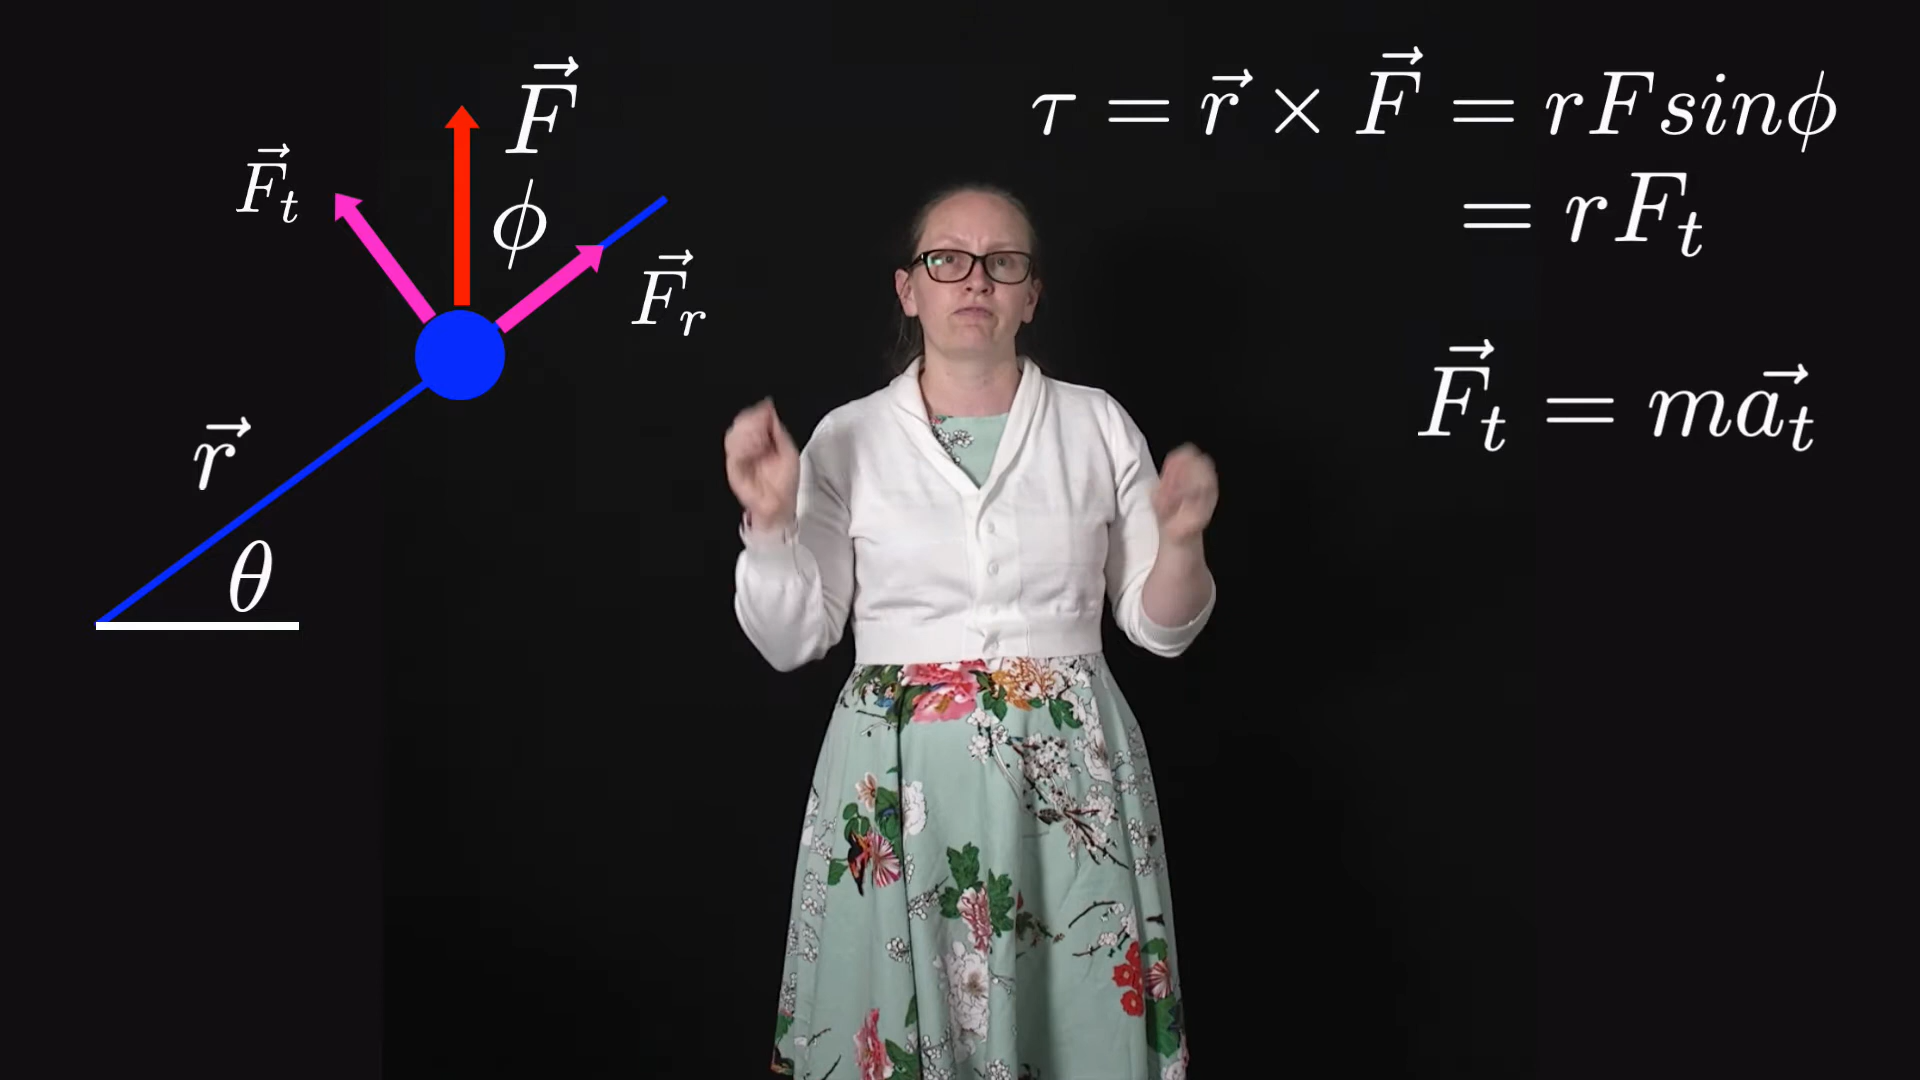 F⃗
F⃗ₜ
ϕ
F⃗ᵣ
r⃗
θ
τ = r⃗ × F⃗ = rFsinϕ
= rFₜ
F⃗ₜ = ma⃗ₜ